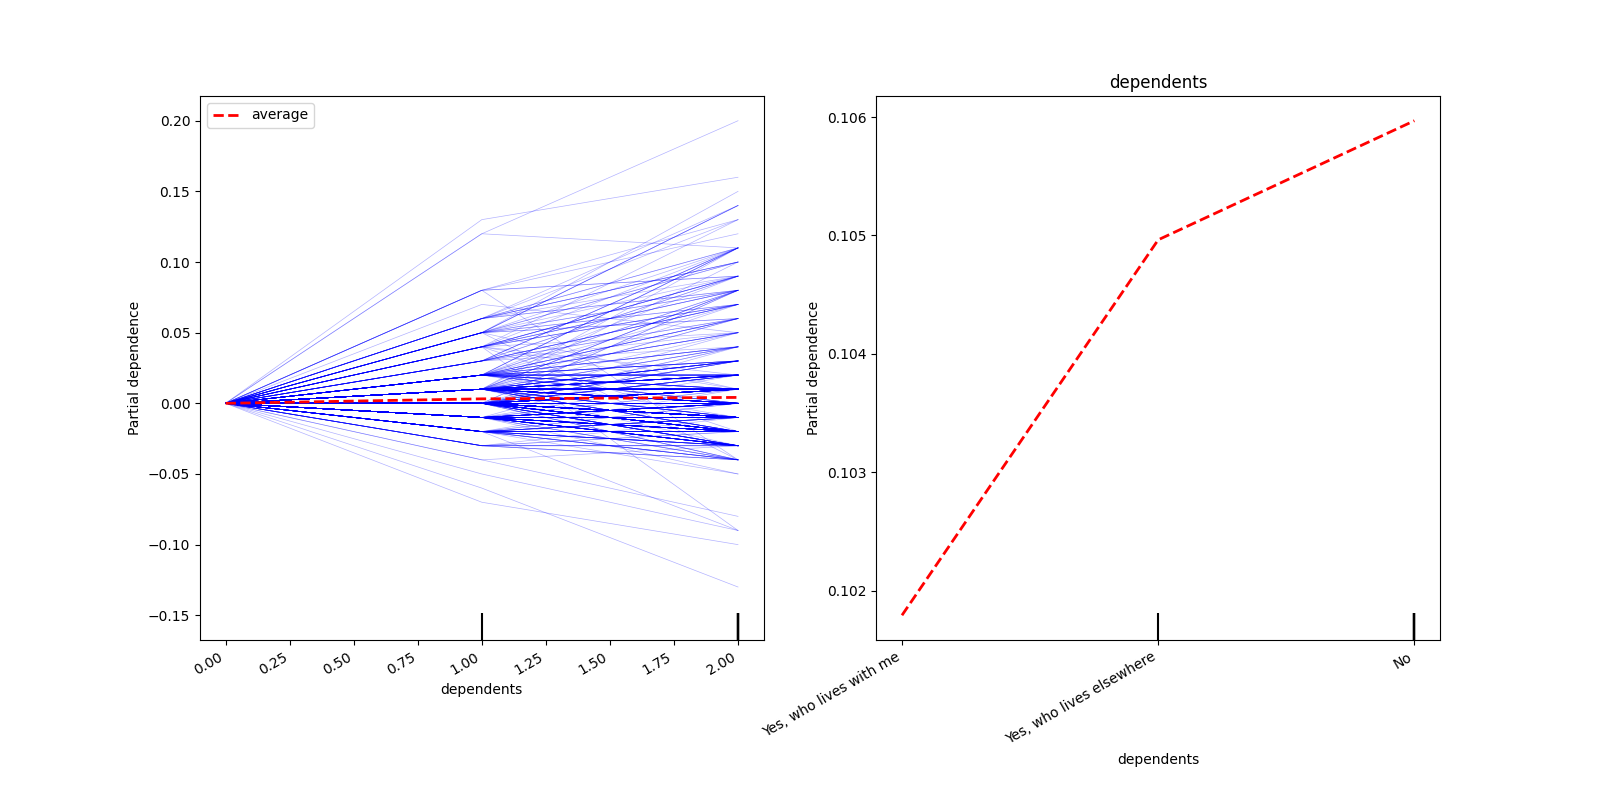 average
0.20
0.15
0.10
0.05
0.00
−0.05
−0.10
−0.15
Partial dependence
0.00
0.25
0.50
0.75
1.00
1.25
1.50
1.75
2.00
dependents
dependents
0.106
0.105
0.104
0.103
0.102
Partial dependence
Yes, who lives with me
Yes, who lives elsewhere
No
dependents